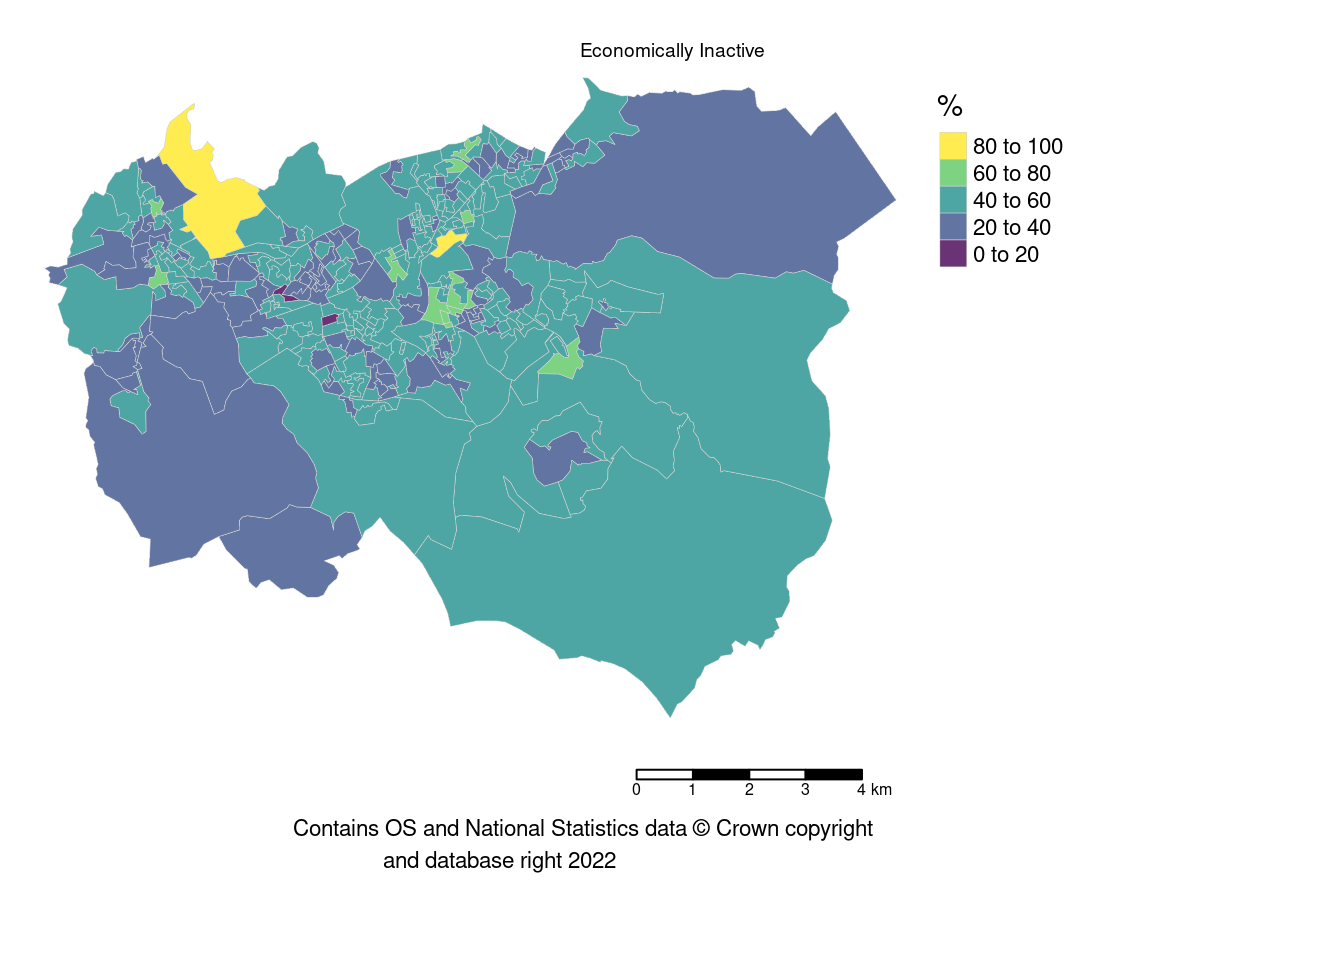 Economically Inactive
%
80 to 100
60 to 80
40 to 60
20 to 40
0 to 20
0 1 2 3 4 km
Contains OS and National Statistics data © Crown copyright
and database right 2022